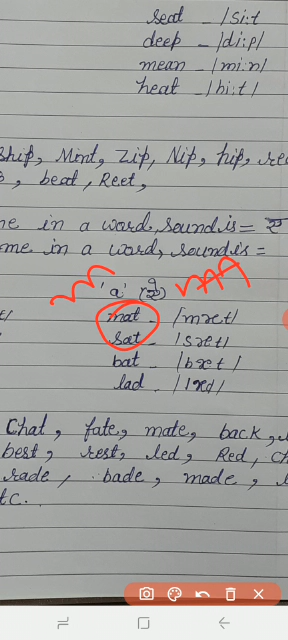 seat - /si:t
deep - /di:p/
mean - /mi:n/
heat - /hi:t/
Ship, Mint, Zip, Nip, hip,
beat, Reet,
me in a word, sound is =
me in a word, sound is =
'a'
mat - /mæt/
sat - /sæt/
bat - /bæt/
lad - /læd/
Chat, fate, mate, back,
best, rest, led, Red,
bade, made,
tc.